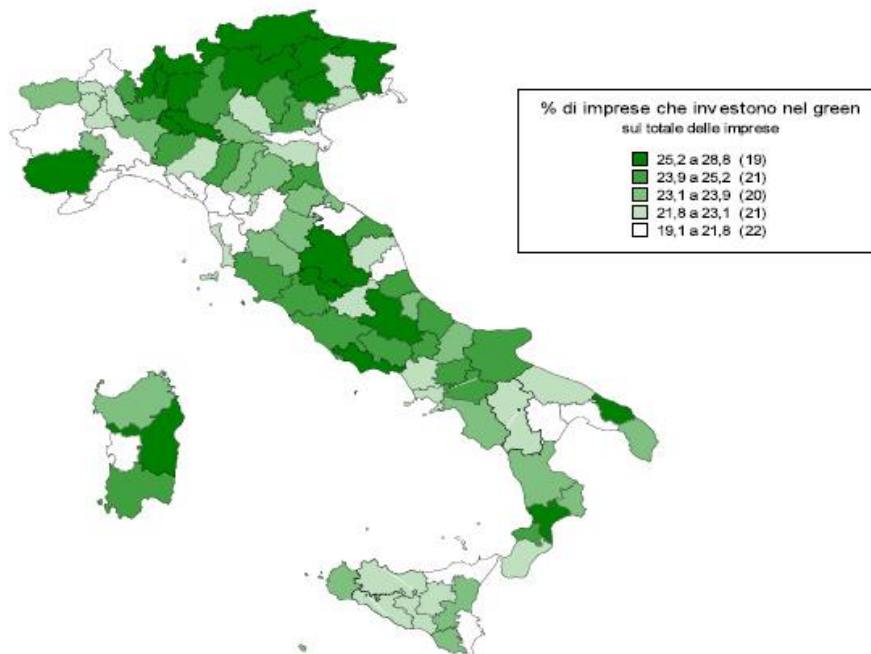 % di imprese che investono nel green
sul totale delle imprese
25,2 a 28,8 (19)
23,9 a 25,2 (21)
23,1 a 23,9 (20)
21,8 a 23,1 (21)
19,1 a 21,8 (22)